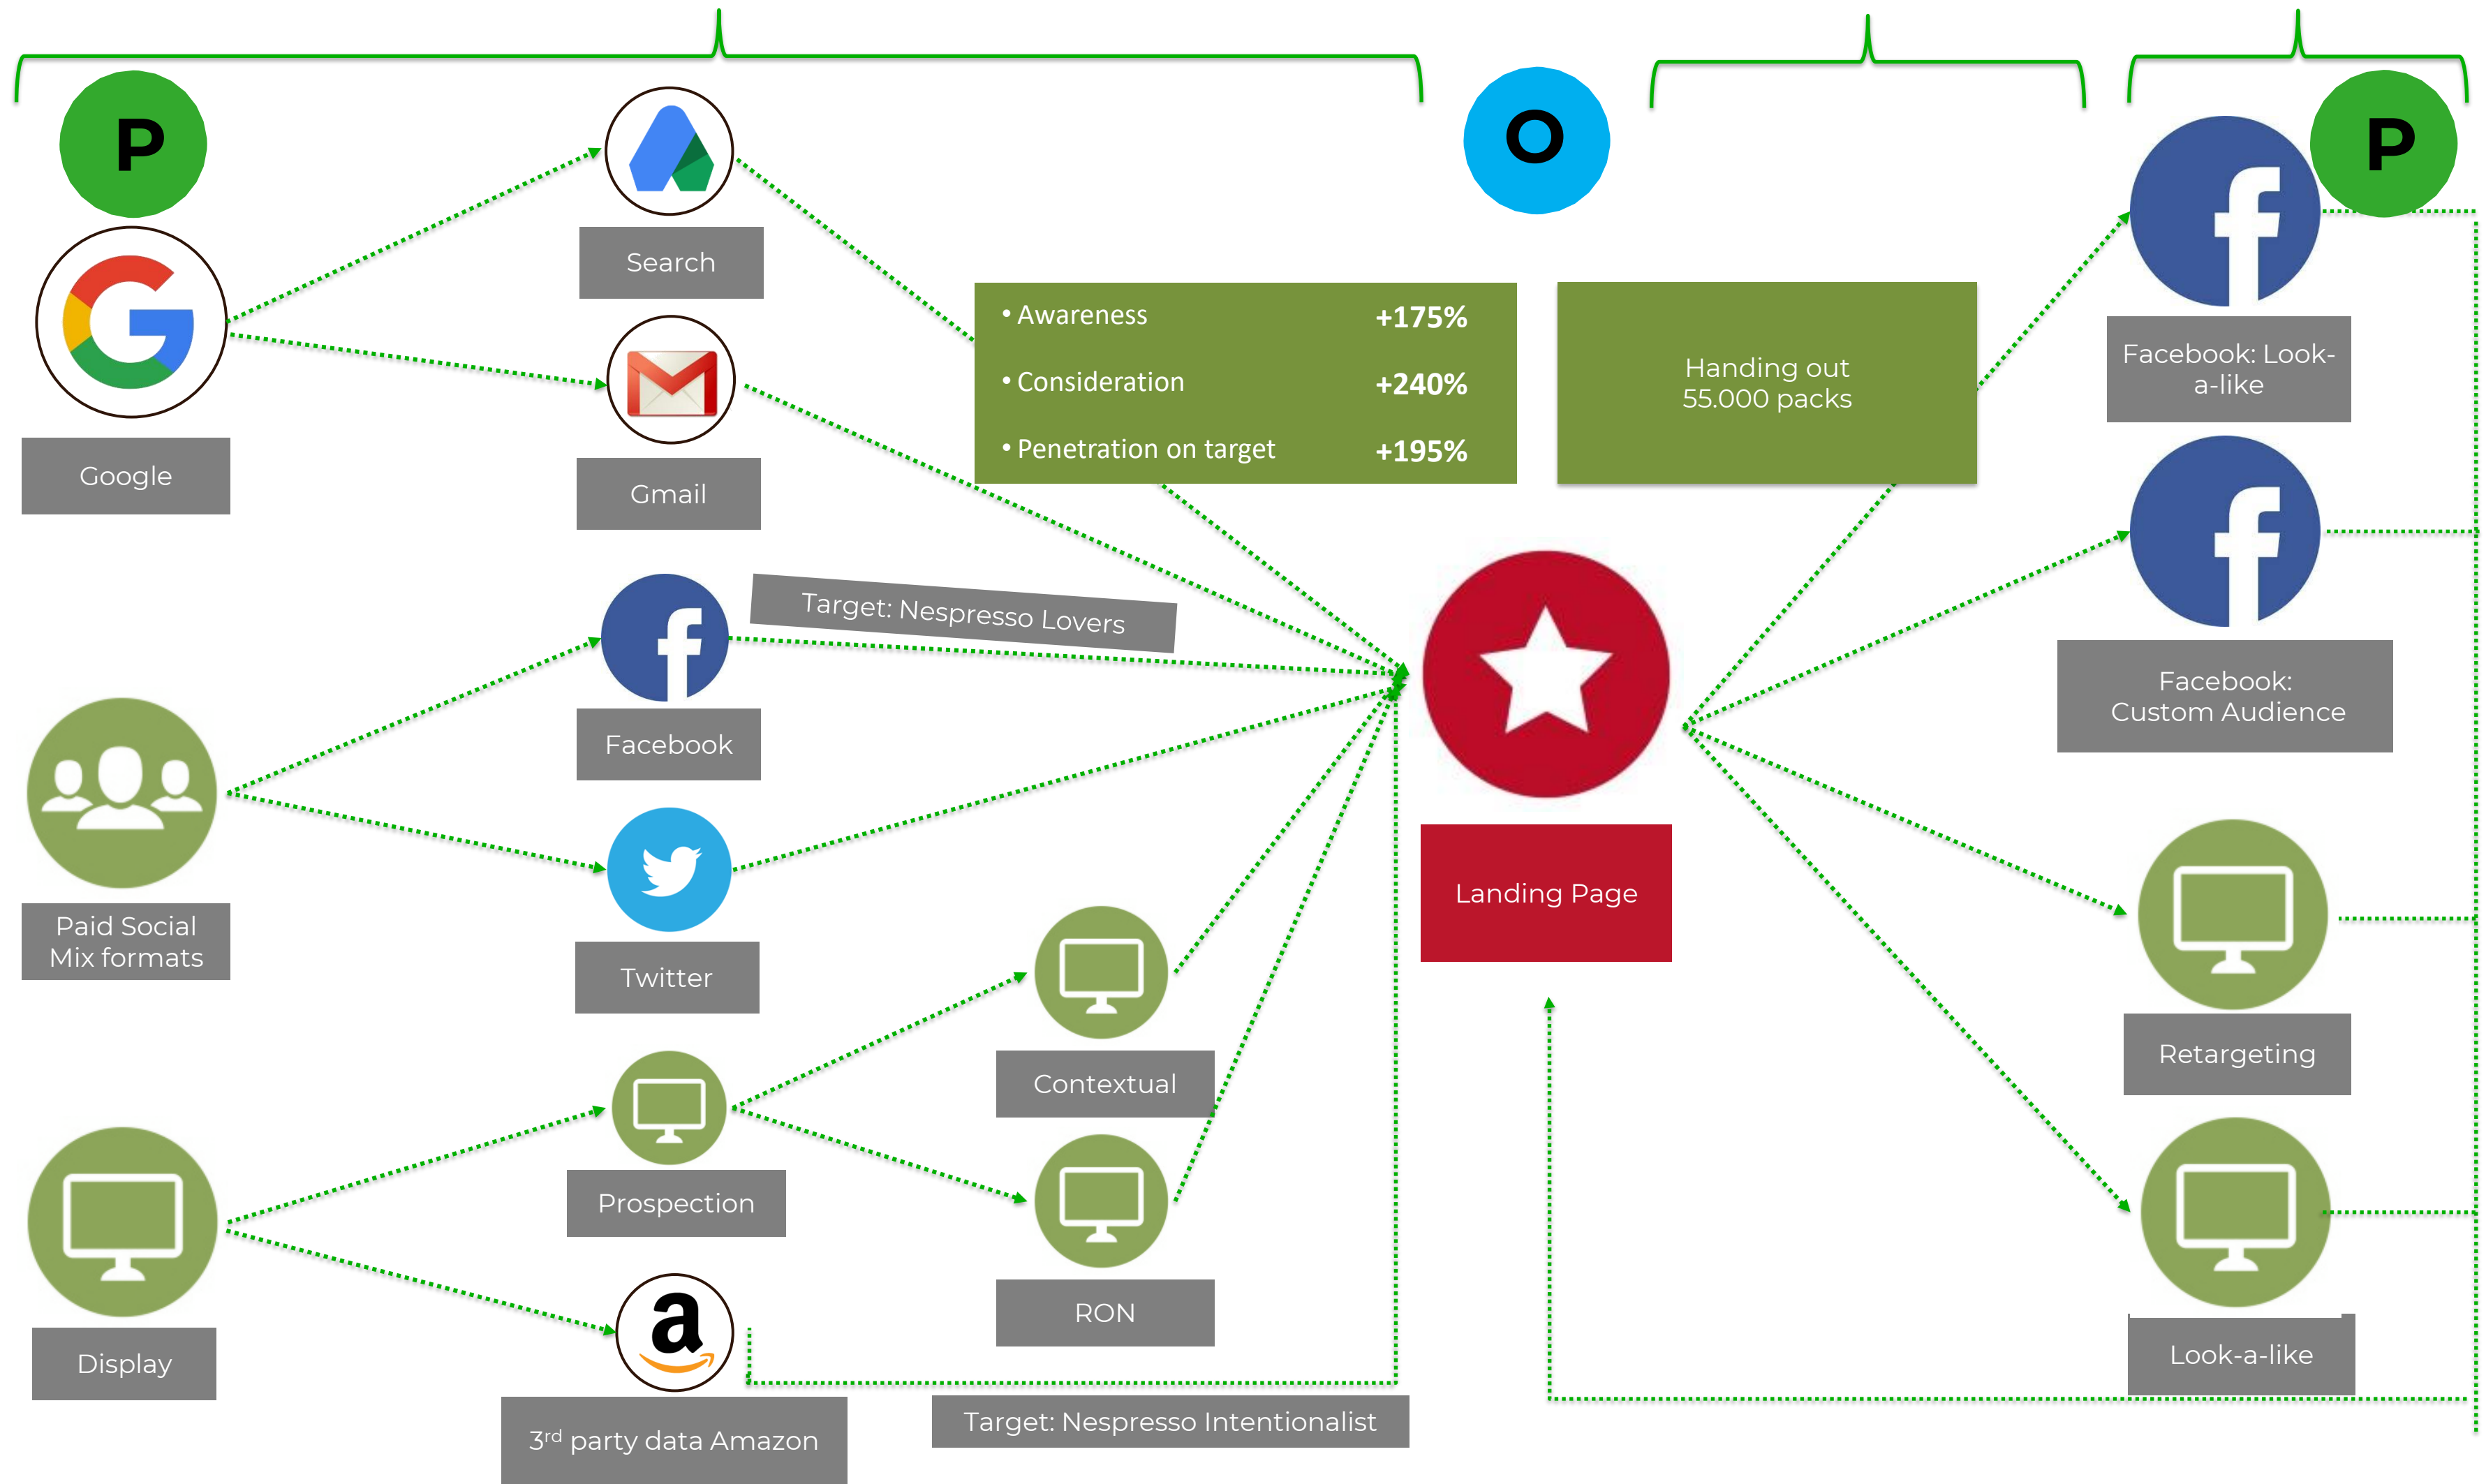 P
O
P
Search
Google
Gmail
• Awareness +175%
• Consideration +240%
• Penetration on target +195%
Handing out
55.000 packs
Facebook: Look-
a-like
Target: Nespresso Lovers
Facebook
Facebook:
Custom Audience
Paid Social
Mix formats
Twitter
Landing Page
Contextual
Retargeting
Prospection
RON
Display
a
3rd party data Amazon
Target: Nespresso Intentionalist
Look-a-like